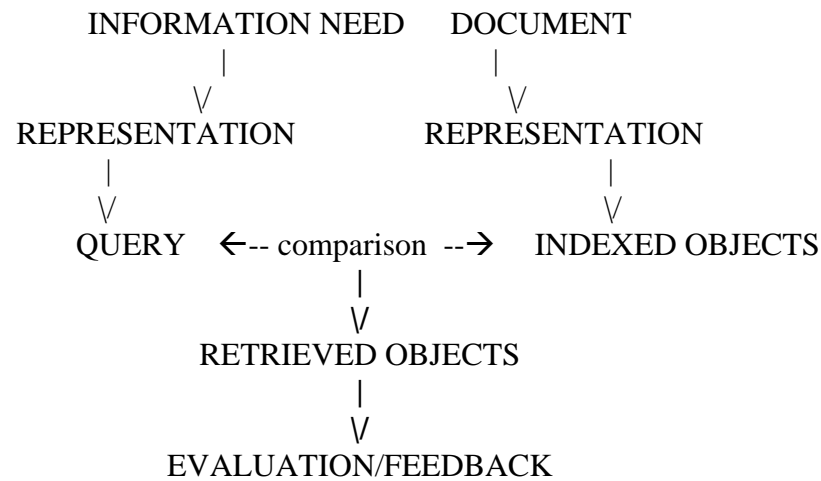 INFORMATION NEED DOCUMENT
| |
\/ \/
REPRESENTATION REPRESENTATION
| |
\/ \/
QUERY ←-- comparison --→ INDEXED OBJECTS
|
\/
RETRIEVED OBJECTS
|
\/
EVALUATION/FEEDBACK